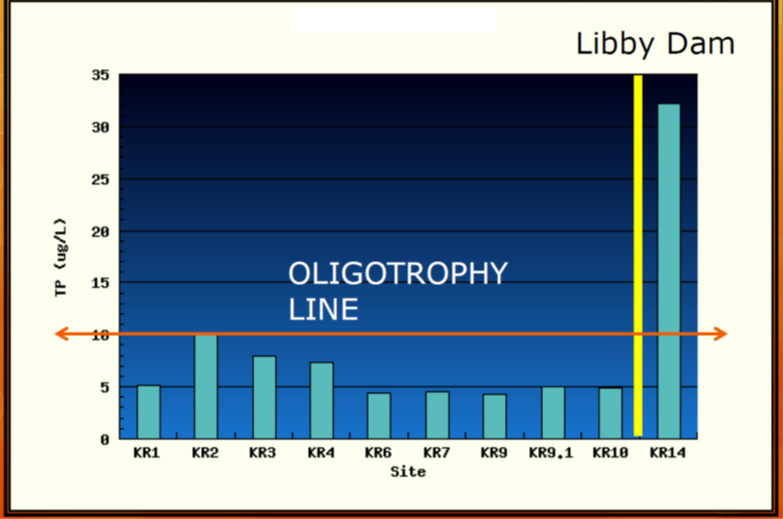 Libby Dam
35
30
25
20
15
10
5
0
TP (ug/L)
OLIGOTROPHY
LINE
KR1 KR2 KR3 KR4 KR6 KR7 KR9 KR9.1 KR10 KR14
Site